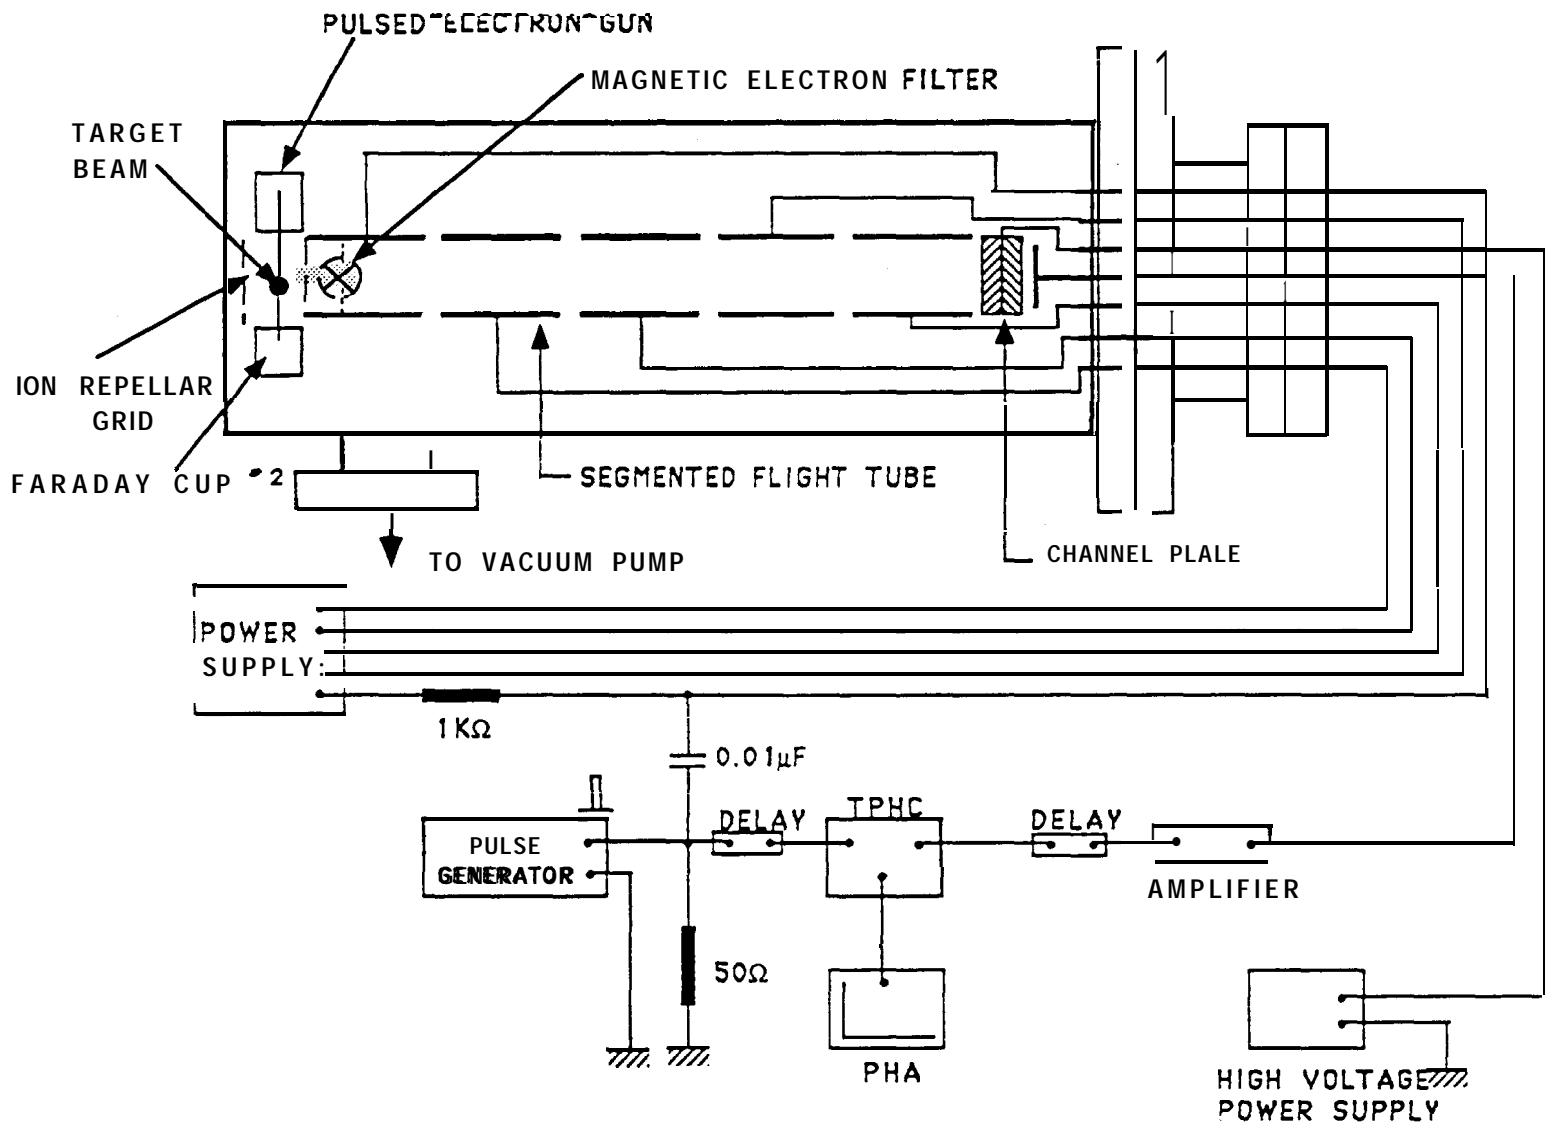 PULSED ELECTRON GUN
MAGNETIC ELECTRON FILTER
TARGET
BEAM
ION REPELLAR
GRID
FARADAY CUP #2
SEGMENTED FLIGHT TUBE
TO VACUUM PUMP
CHANNEL PLALE
POWER
SUPPLY:
1KΩ
0.01µF
DELAY
TPHC
DELAY
PULSE
GENERATOR
AMPLIFIER
50Ω
PHA
HIGH VOLTAGE
POWER SUPPLY